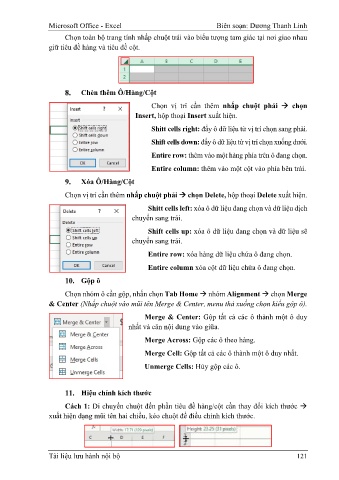 Microsoft Office - Excel Biên soạn: Dương Thanh Linh
Chọn toàn bộ trang tính nhấp chuột trái vào biểu tượng tam giác tại nơi giao nhau
giữ tiêu đề hàng và tiêu đề cột.
A B C D E
1
2
8. Chèn thêm Ô/Hàng/Cột
Insert ? ×
Insert
Shift cells right
Shift cells down
Entire row
Entire column
OK Cancel
Chọn vị trí cần thêm nhấp chuột phải → chọn
Insert, hộp thoại Insert xuất hiện.
Shitt cells right: đẩy ô dữ liệu từ vị trí chọn sang phải.
Shift cells down: đẩy ô dữ liệu từ vị trí chọn xuống dưới.
Entire row: thêm vào một hàng phía trên ô đang chọn.
Entire column: thêm vào một cột vào phía bên trái.
9. Xóa Ô/Hàng/Cột
Chọn vị trí cần thêm nhấp chuột phải → chọn Delete, hộp thoại Delete xuất hiện.
Delete ? ×
Delete
Shift cells left
Shift cells up
Entire row
Entire column
OK Cancel
Shitt cells left: xóa ô dữ liệu đang chọn và dữ liệu dịch
chuyển sang trái.
Shift cells up: xóa ô dữ liệu đang chọn và dữ liệu sẽ
chuyển sang trái.
Entire row: xóa hàng dữ liệu chứa ô đang chọn.
Entire column xóa cột dữ liệu chứa ô đang chọn.
10. Gộp ô
Chọn nhóm ô cần gộp, nhấn chọn Tab Home → nhóm Alignment → chọn Merge
& Center (Nhấp chuột vào mũi tên Merge & Center, menu thả xuống chọn kiểu gộp ô).
Merge & Center
Merge & Center
Merge Across
Merge Cells
Unmerge Cells
Merge & Center: Gộp tất cả các ô thành một ô duy
nhất và căn nội dung vào giữa.
Merge Across: Gộp các ô theo hàng.
Merge Cell: Gộp tất cả các ô thành một ô duy nhất.
Unmerge Cells: Hủy gộp các ô.
11. Hiệu chỉnh kích thước
Cách 1: Di chuyển chuột đến phần tiêu đề hàng/cột cần thay đổi kích thước →
xuất hiện dạng mũi tên hai chiều, kéo chuột để điều chỉnh kích thước.
C D E F
Tài liệu lưu hành nội bộ 121